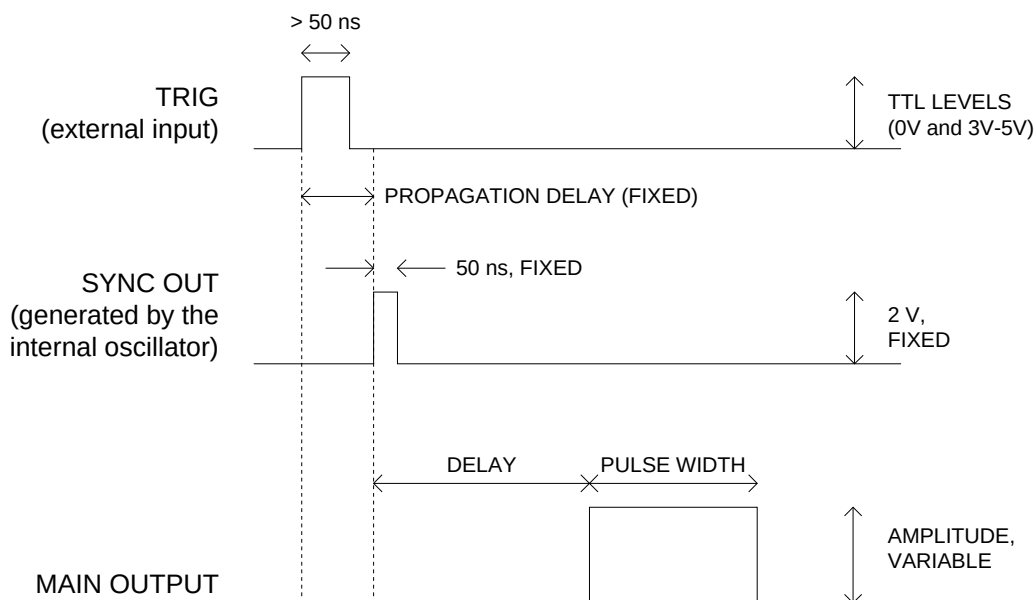 > 50 ns
TRIG
(external input)
TTL LEVELS
(0V and 3V-5V)
PROPAGATION DELAY (FIXED)
50 ns, FIXED
SYNC OUT
(generated by the
internal oscillator)
2 V,
FIXED
DELAY
PULSE WIDTH
AMPLITUDE,
VARIABLE
MAIN OUTPUT